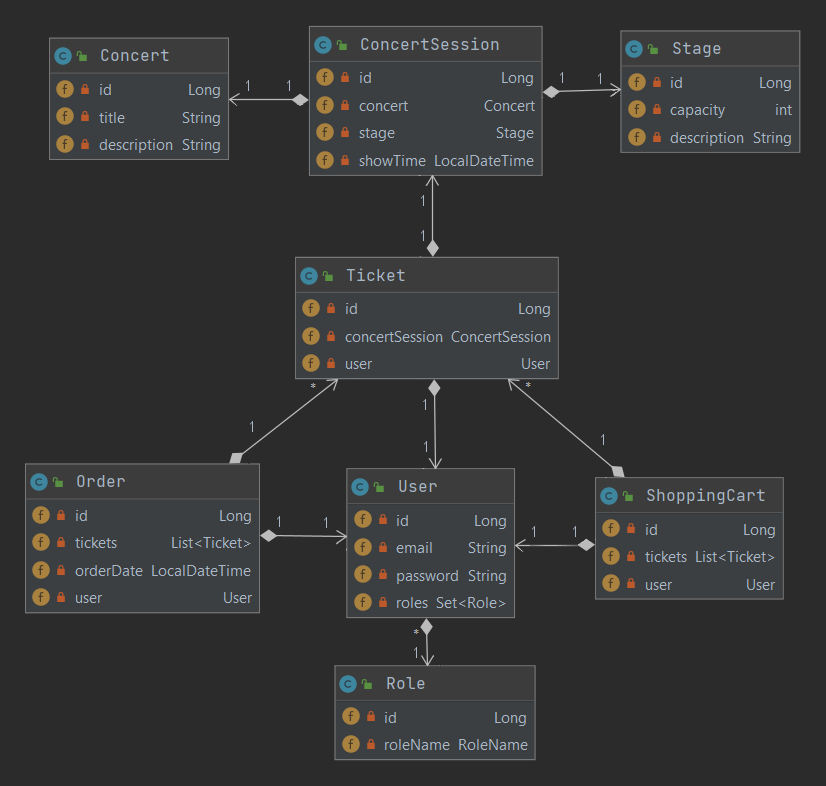 Concert
id Long
title String
description String
ConcertSession
id Long
concert Concert
stage Stage
showTime LocalDateTime
Stage
id Long
capacity int
description String
1 1
1 1
1
1
Ticket
id Long
concertSession ConcertSession
user User
*
1
1
1
*
1
Order
id Long
tickets List<Ticket>
orderDate LocalDateTime
user User
1 1
User
id Long
email String
password String
roles Set<Role>
1 1
ShoppingCart
id Long
tickets List<Ticket>
user User
*
1
Role
id Long
roleName RoleName